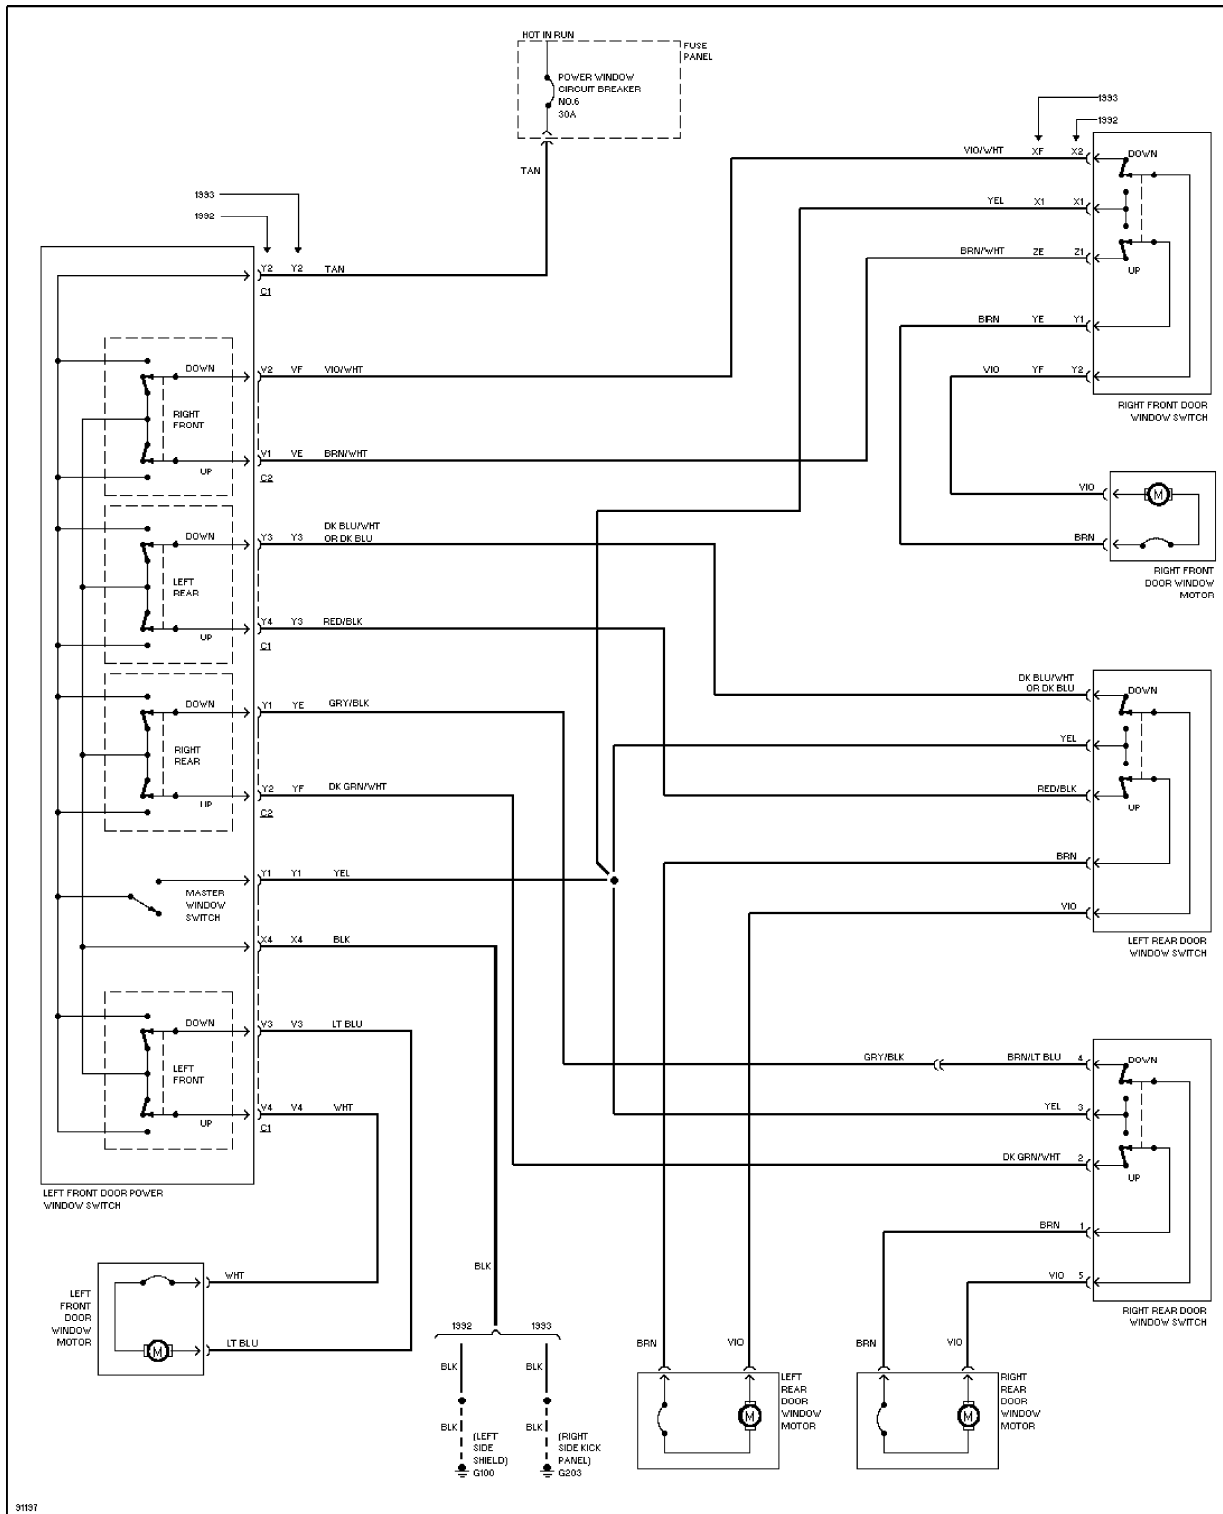 HOT IN RUN
FUSE
PANEL
POWER WINDOW
CIRCUIT BREAKER
NO.6
30A
TAN
1993
1992
VIO/WHT XF X2
DOWN
YEL X1 X1
BRN/WHT ZE Z1
UP
BRN YE Y1
VIO YF Y2
RIGHT FRONT DOOR
WINDOW SWITCH
VIO
M
BRN
RIGHT FRONT
DOOR WINDOW
MOTOR
1993
1992
Y2 Y2 TAN
C1
DOWN
V2 VF VIO/WHT
RIGHT
FRONT
UP
V1 VE BRN/WHT
C2
DK BLU/WHT
OR DK BLU
DOWN
Y3 Y3
LEFT
REAR
UP
Y4 Y3 RED/BLK
C1
DOWN
Y1 YE GRY/BLK
RIGHT
REAR
UP
Y2 YF DK GRN/WHT
C2
Y1 Y1 YEL
MASTER
WINDOW
SWITCH
X4 X4 BLK
DOWN
V3 V3 LT BLU
LEFT
FRONT
UP
V4 V4 WHT
C1
LEFT FRONT DOOR POWER
WINDOW SWITCH
DK BLU/WHT
OR DK BLU
DOWN
YEL
RED/BLK
UP
BRN
VIO
LEFT REAR DOOR
WINDOW SWITCH
GRY/BLK BRN/LT BLU 4
DOWN
YEL 3
DK GRN/WHT 2
UP
BRN 1
VIO 5
RIGHT REAR DOOR
WINDOW SWITCH
LEFT
FRONT
DOOR
WINDOW
MOTOR
WHT
M
LT BLU
BLK
1992 1993
BLK BLK
BLK BLK
(LEFT
SIDE
SHIELD)
G100
(RIGHT
SIDE KICK
PANEL)
G203
BRN VIO
M
LEFT
REAR
DOOR
WINDOW
MOTOR
BRN VIO
M
RIGHT
REAR
DOOR
WINDOW
MOTOR
91197